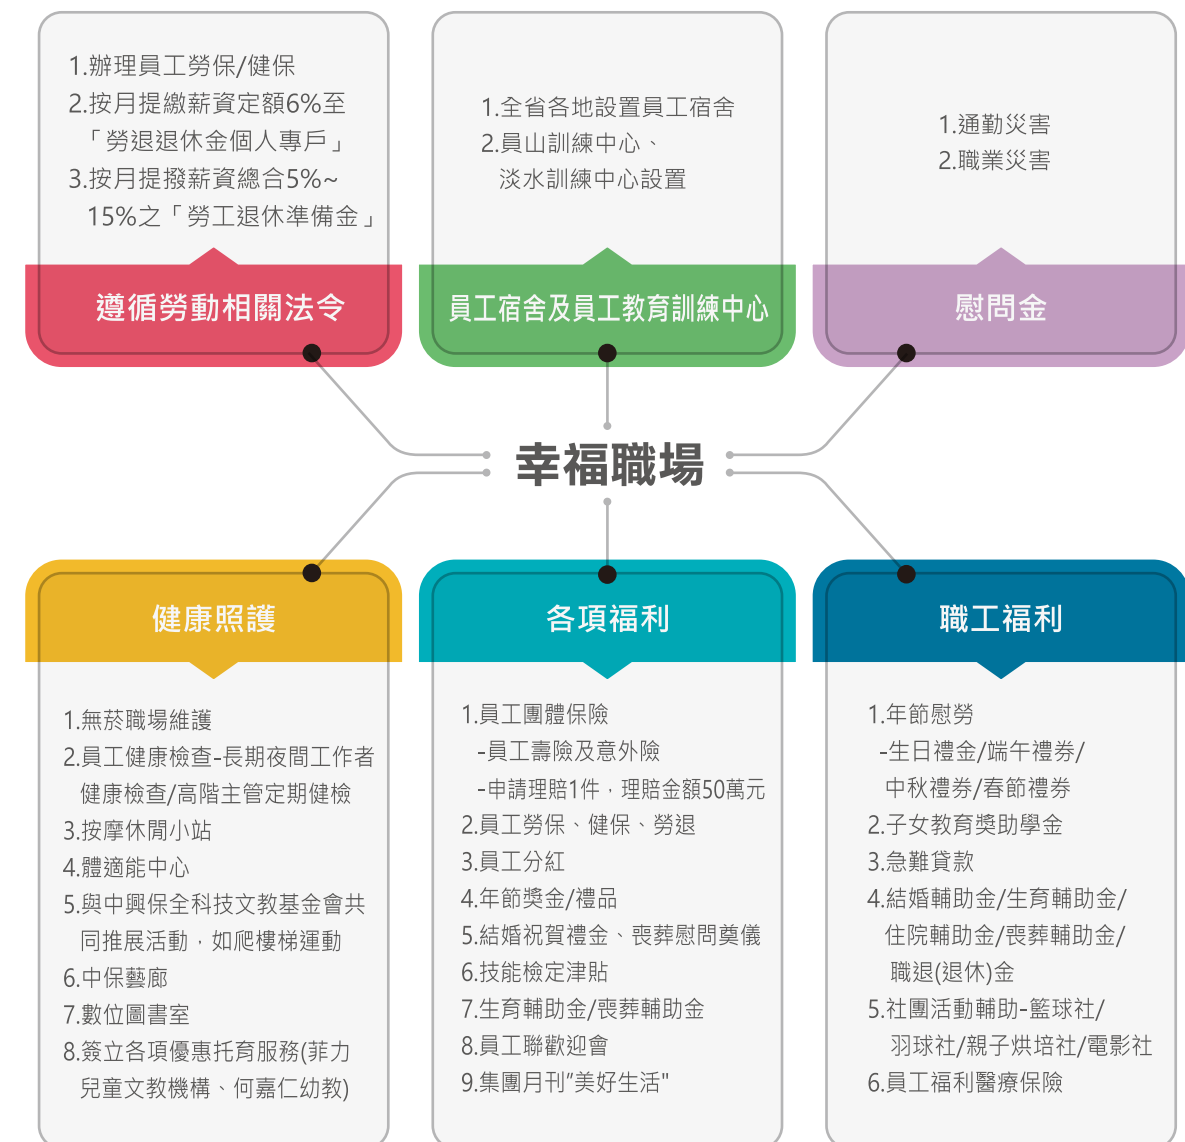 1.辦理員工勞保/健保
2.按月提繳薪資定額6%至
「勞退退休金個人專戶」
3.按月提撥薪資總合5%~
15%之「勞工退休準備金」
遵循勞動相關法令
1.全省各地設置員工宿舍
2.員山訓練中心、
淡水訓練中心設置
員工宿舍及員工教育訓練中心
1.通勤災害
2.職業災害
慰問金
幸福職場
健康照護
1.無菸職場維護
2.員工健康檢查-長期夜間工作者
健康檢查/高階主管定期健檢
3.按摩休閒小站
4.體適能中心
5.與中興保全科技文教基金會共
同推展活動，如爬樓梯運動
6.中保藝廊
7.數位圖書室
8.簽立各項優惠托育服務(菲力
兒童文教機構、何嘉仁幼教)
各項福利
1.員工團體保險
-員工壽險及意外險
-申請理賠1件，理賠金額50萬元
2.員工勞保、健保、勞退
3.員工分紅
4.年節獎金/禮品
5.結婚祝賀禮金、喪葬慰問奠儀
6.技能檢定津貼
7.生育輔助金/喪葬輔助金
8.員工聯歡迎會
9.集團月刊"美好生活"
職工福利
1.年節慰勞
-生日禮金/端午禮券/
中秋禮券/春節禮券
2.子女教育獎助學金
3.急難貸款
4.結婚輔助金/生育輔助金/
住院輔助金/喪葬輔助金/
職退(退休)金
5.社團活動輔助-籃球社/
羽球社/親子烘培社/電影社
6.員工福利醫療保險